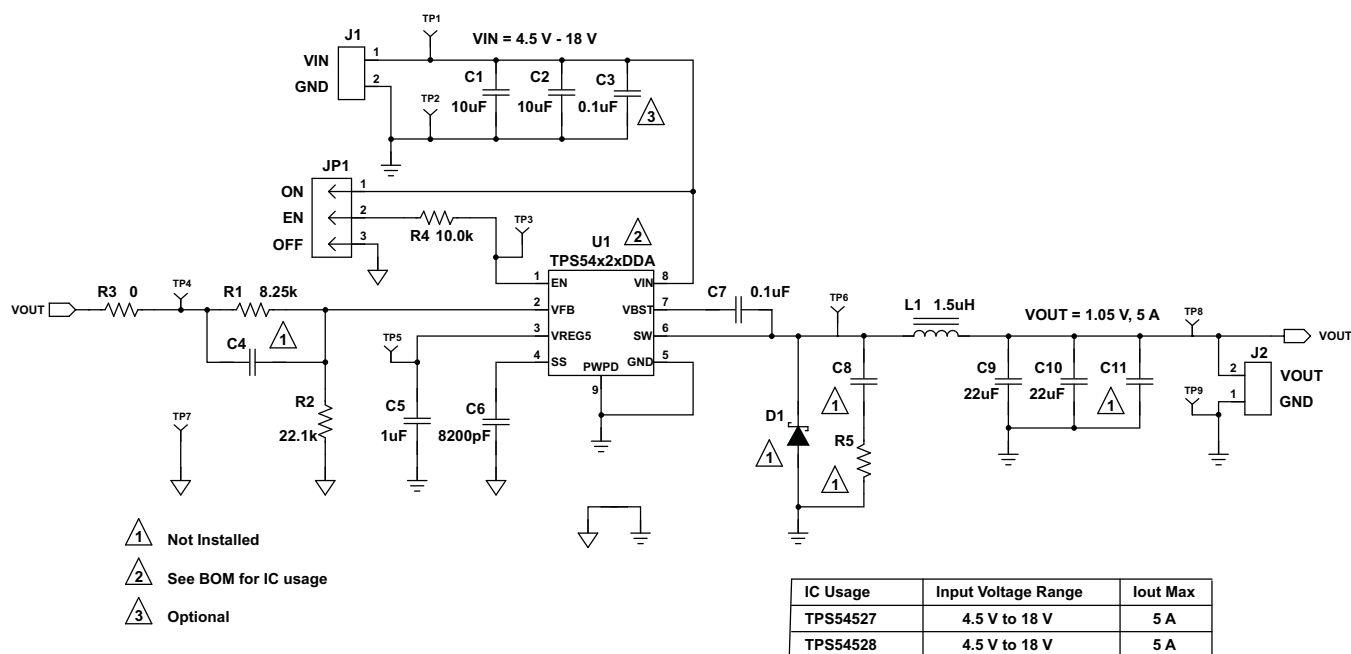 TP1
J1
VIN = 4.5 V - 18 V
VIN
1
GND
2
C1
10uF
C2
10uF
C3
0.1uF
3
TP2
JP1
ON
1
EN
2
OFF
3
R4 10.0k
TP3
U1
2
TPS54x2xDDA
1
EN
VIN
8
2
VFB
VBST
7
3
VREG5
SW
6
4
SS
GND
5
PWPD
9
VOUT
R3
0
TP4
R1
8.25k
C4
1
R2
22.1k
TP5
C5
1uF
C6
8200pF
TP7
C7
0.1uF
TP6
L1
1.5uH
VOUT = 1.05 V, 5 A
TP8
VOUT
J2
2
VOUT
1
GND
TP9
C8
1
D1
1
R5
1
C9
22uF
C10
22uF
C11
1
1
Not Installed
2
See BOM for IC usage
3
Optional
IC Usage
Input Voltage Range
Iout Max
TPS54527
4.5 V to 18 V
5 A
TPS54528
4.5 V to 18 V
5 A